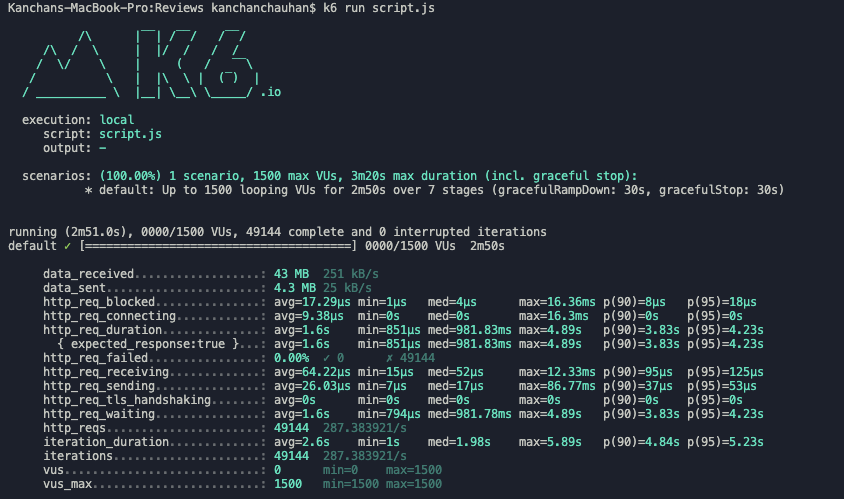 Kanchans-MacBook-Pro:Reviews kanchanchauhan$ k6 run script.js
K6 .io
execution: local
script: script.js
output: -
scenarios: (100.00%) 1 scenario, 1500 max VUs, 3m20s max duration (incl. graceful stop):
* default: Up to 1500 looping VUs for 2m50s over 7 stages (gracefulRampDown: 30s, gracefulStop: 30s)
running (2m51.0s), 0000/1500 VUs, 49144 complete and 0 interrupted iterations
default ✓ [======================================] 0000/1500 VUs  2m50s
data_received..................: 43 MB  251 kB/s
data_sent......................: 4.3 MB 25 kB/s
http_req_blocked...............: avg=17.29µs min=1µs   med=4µs      max=16.36ms p(90)=8µs   p(95)=18µs
http_req_connecting............: avg=9.38µs  min=0s    med=0s       max=16.3ms  p(90)=0s    p(95)=0s
http_req_duration..............: avg=1.6s    min=851µs med=981.83ms max=4.89s   p(90)=3.83s p(95)=4.23s
{ expected_response:true }...: avg=1.6s    min=851µs med=981.83ms max=4.89s   p(90)=3.83s p(95)=4.23s
http_req_failed................: 0.00%  ✓ 0      ✗ 49144
http_req_receiving.............: avg=64.22µs min=15µs  med=52µs     max=12.33ms p(90)=95µs  p(95)=125µs
http_req_sending...............: avg=26.03µs min=7µs   med=17µs     max=86.77ms p(90)=37µs  p(95)=53µs
http_req_tls_handshaking.......: avg=0s      min=0s    med=0s       max=0s      p(90)=0s    p(95)=0s
http_req_waiting...............: avg=1.6s    min=794µs med=981.78ms max=4.89s   p(90)=3.83s p(95)=4.23s
http_reqs......................: 49144  287.383921/s
iteration_duration.............: avg=2.6s    min=1s    med=1.98s    max=5.89s   p(90)=4.84s p(95)=5.23s
iterations.....................: 49144  287.383921/s
vus............................: 0      min=0    max=1500
vus_max........................: 1500   min=1500 max=1500